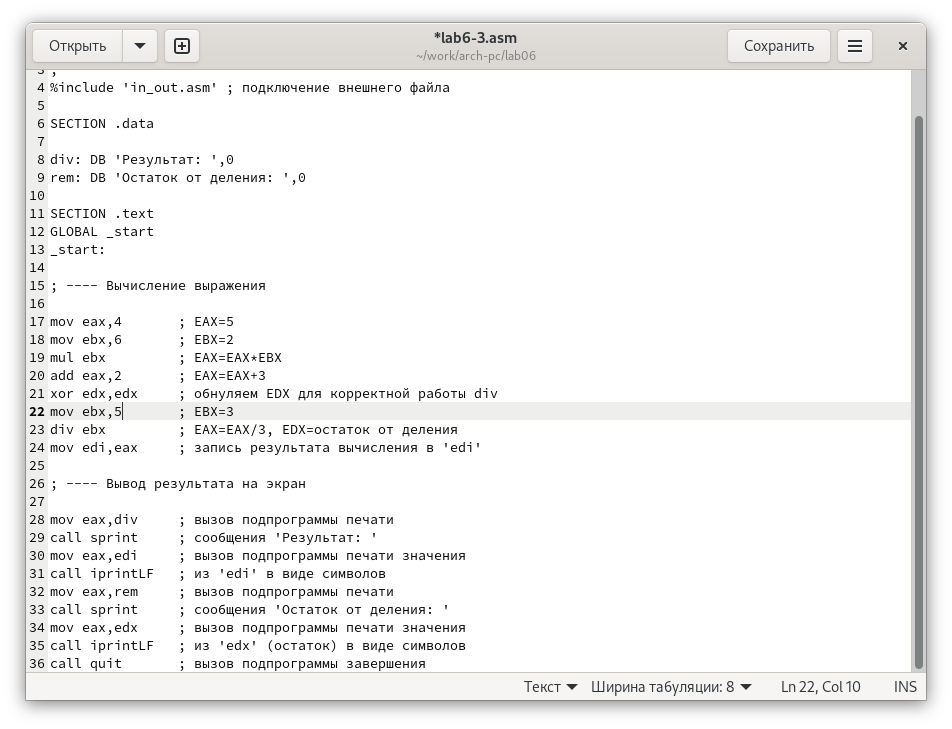 Открыть
*lab6-3.asm
~/work/arch-pc/lab06
Сохранить
3 ;
4 %include 'in_out.asm' ; подключение внешнего файла
5
6 SECTION .data
7
8 div: DB 'Результат: ',0
9 rem: DB 'Остаток от деления: ',0
10
11 SECTION .text
12 GLOBAL _start
13 _start:
14
15 ; ---- Вычисление выражения
16
17 mov eax,4       ; EAX=5
18 mov ebx,6       ; EBX=2
19 mul ebx         ; EAX=EAX*EBX
20 add eax,2       ; EAX=EAX+3
21 xor edx,edx     ; обнуляем EDX для корректной работы div
22 mov ebx,5       ; EBX=3
23 div ebx         ; EAX=EAX/3, EDX=остаток от деления
24 mov edi,eax     ; запись результата вычисления в 'edi'
25
26 ; ---- Вывод результата на экран
27
28 mov eax,div     ; вызов подпрограммы печати
29 call sprint     ; сообщения 'Результат: '
30 mov eax,edi     ; вызов подпрограммы печати значения
31 call iprintLF   ; из 'edi' в виде символов
32 mov eax,rem     ; вызов подпрограммы печати
33 call sprint     ; сообщения 'Остаток от деления: '
34 mov eax,edx     ; вызов подпрограммы печати значения
35 call iprintLF   ; из 'edx' (остаток) в виде символов
36 call quit       ; вызов подпрограммы завершения
Текст Ширина табуляции: 8 Ln 22, Col 10 INS